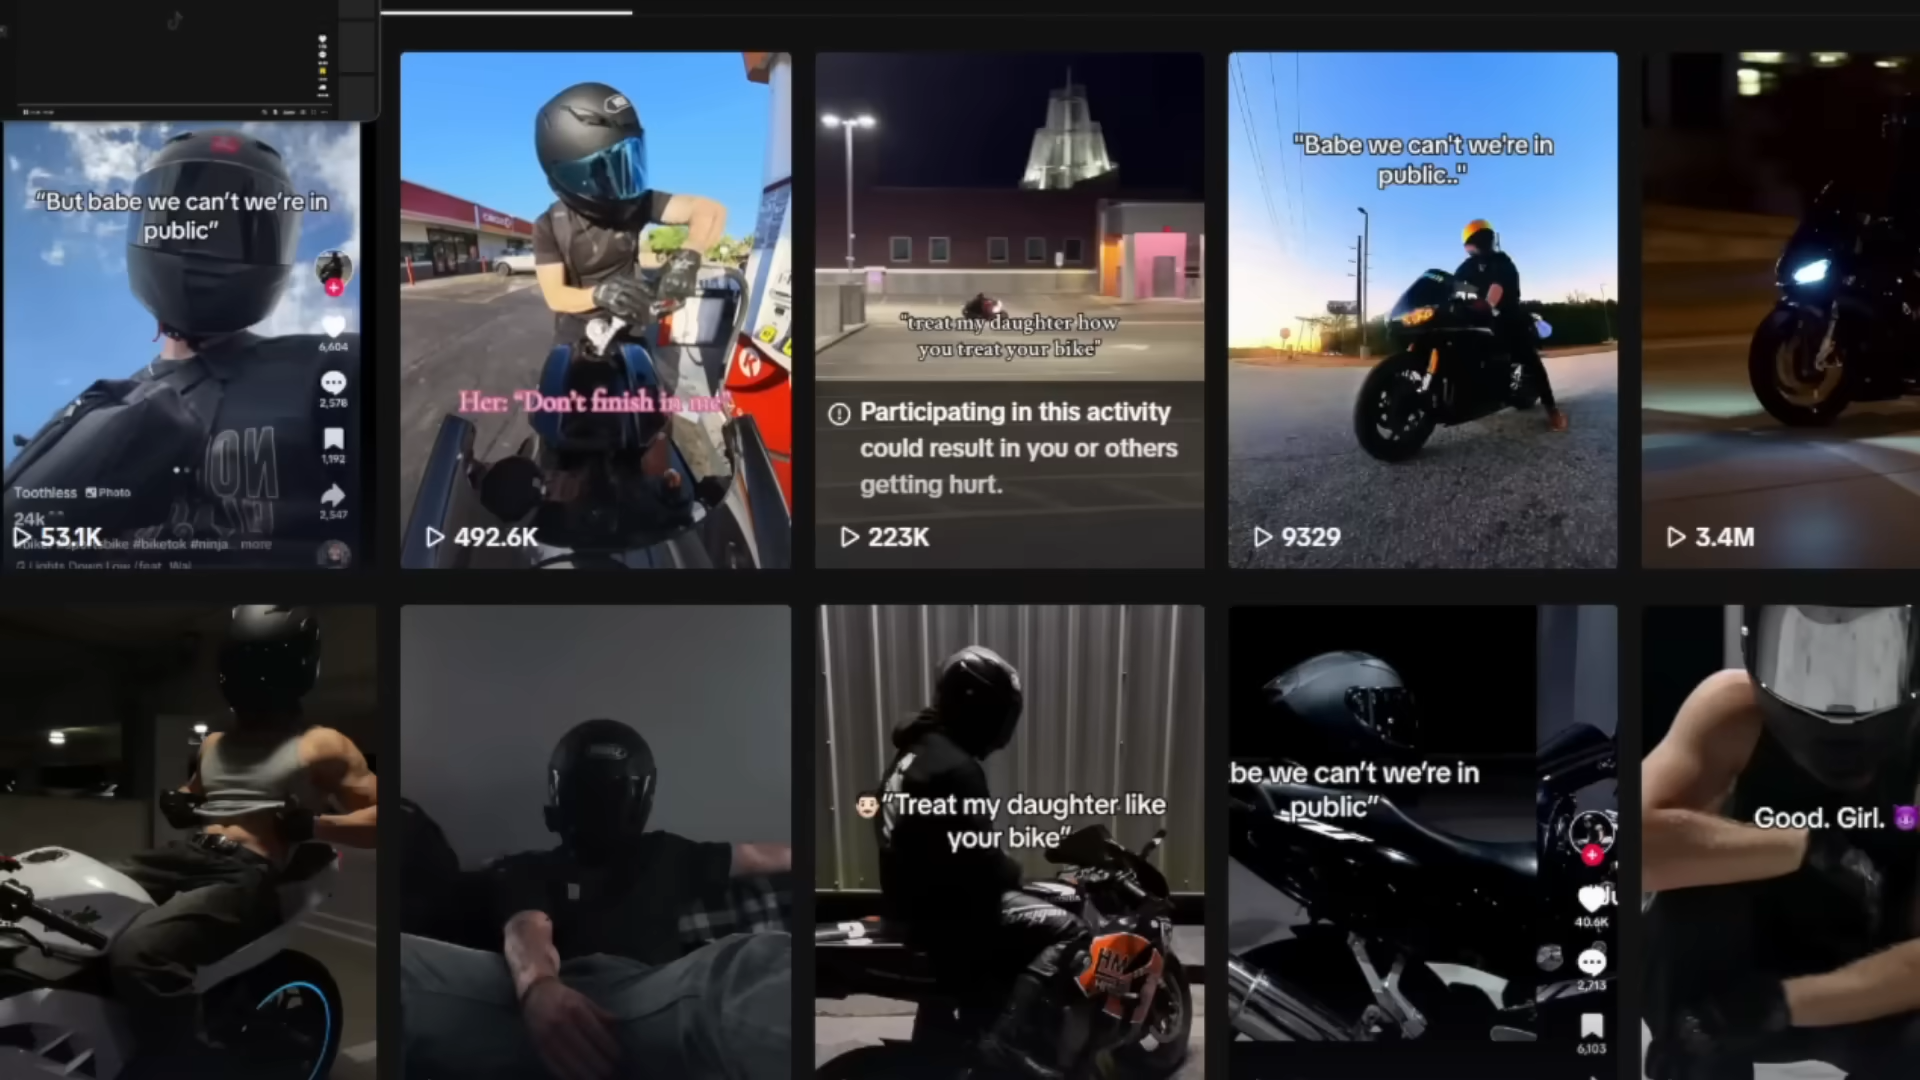 “But babe we can’t we’re in
public”
6,604
2,578
1,192
2,547
Toothless Photo
24k
#biketok #ninja... more
53.1K
Her: “Don’t finish in me”
492.6K
"treat my daughter how
you treat your bike"
Participating in this activity
could result in you or others
getting hurt.
223K
"Babe we can't we're in
public.."
9329
3.4M
“Treat my daughter like
your bike”
be we can’t we’re in
public”
40.6K
2,713
6,103
Good. Girl.